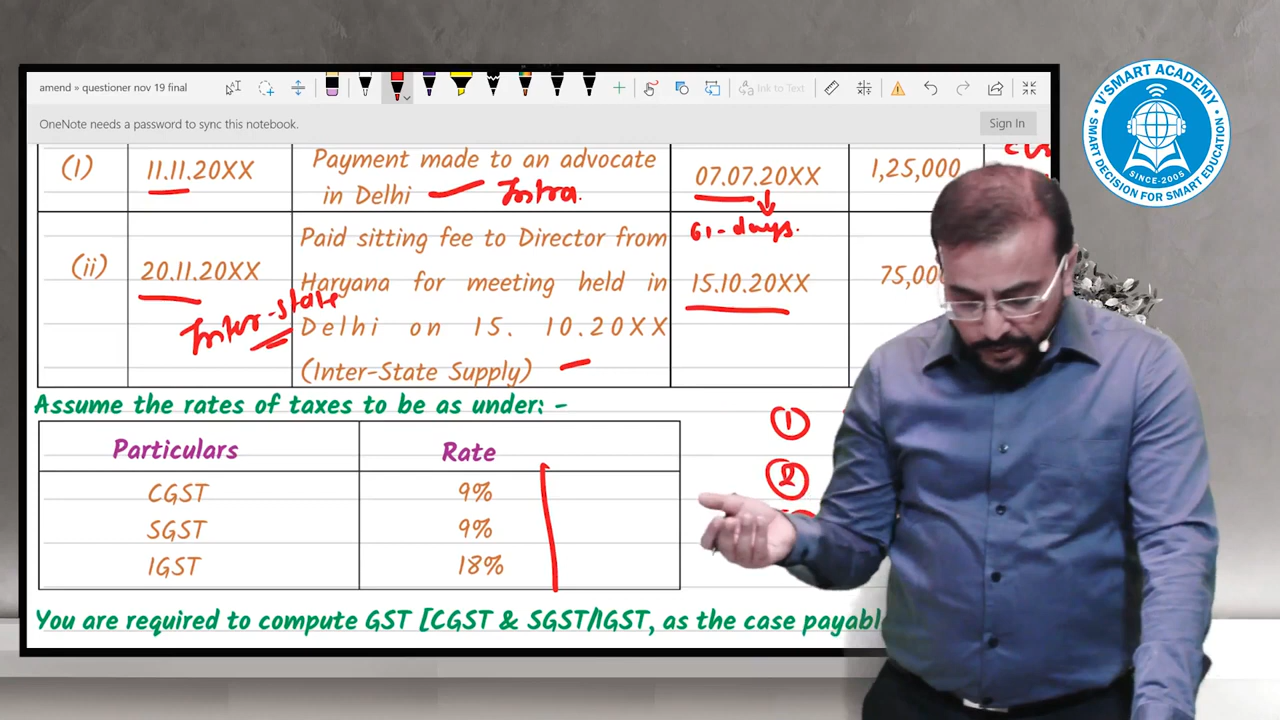 amend » questioner nov 19 final
Ink to Text
OneNote needs a password to sync this notebook.
Sign In
(I) 11.11.20XX Payment made to an advocate 07.07.20XX 1,25,000
in Delhi Intra.
61-days.
(ii) 20.11.20XX Paid sitting fee to Director from 15.10.20XX
Haryana for meeting held in
Inter-State
Delhi on 15. 10.20XX
(Inter-State Supply)
Assume the rates of taxes to be as under: -
Particulars Rate
CGST 9%
SGST 9%
IGST 18%
1
2
You are required to compute GST [CGST & SGST/IGST, as the case
V'SMART ACADEMY
SINCE-2005
SMART DECISION FOR SMART EDUCATION